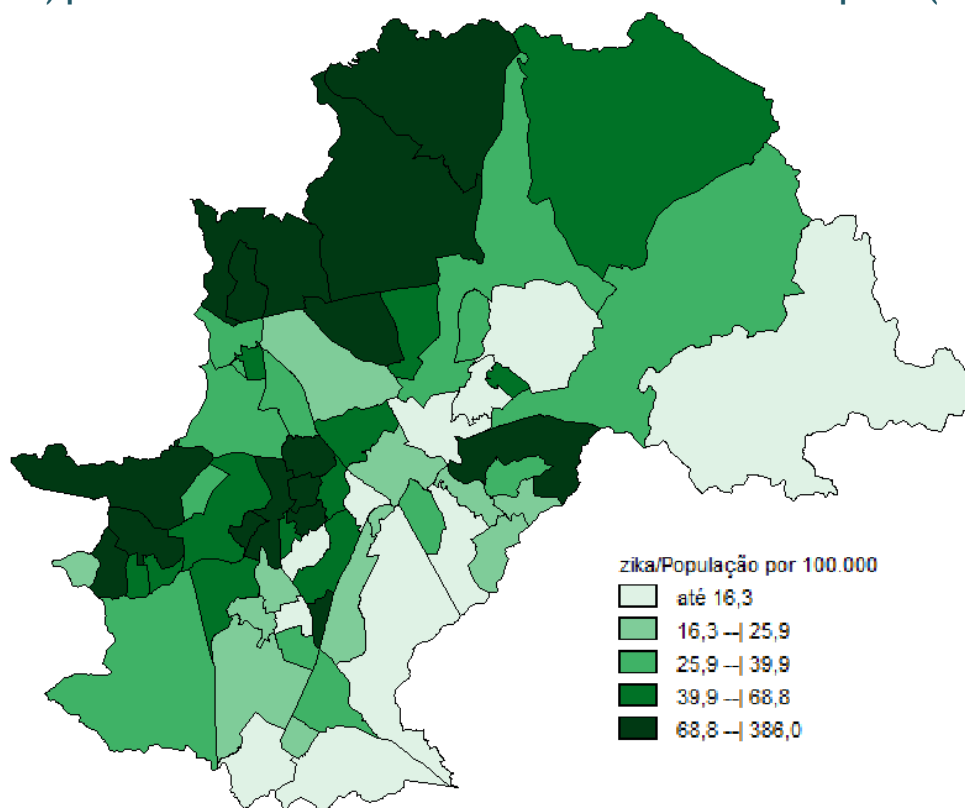 zika/População por 100.000
até 16,3
16,3 --| 25,9
25,9 --| 39,9
39,9 --| 68,8
68,8 --| 386,0